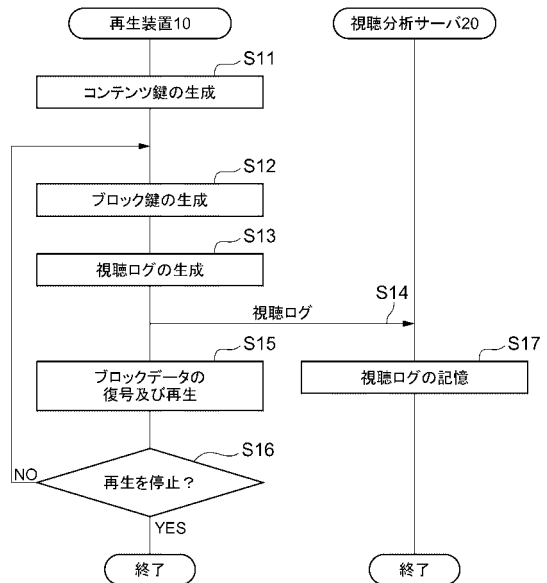 再生装置10
視聴分析サーバ20
S11
コンテンツ鍵の生成
S12
ブロック鍵の生成
S13
視聴ログの生成
視聴ログ
S14
S15
ブロックデータの
復号及び再生
S17
視聴ログの記憶
S16
再生を停止?
NO
YES
終了
終了